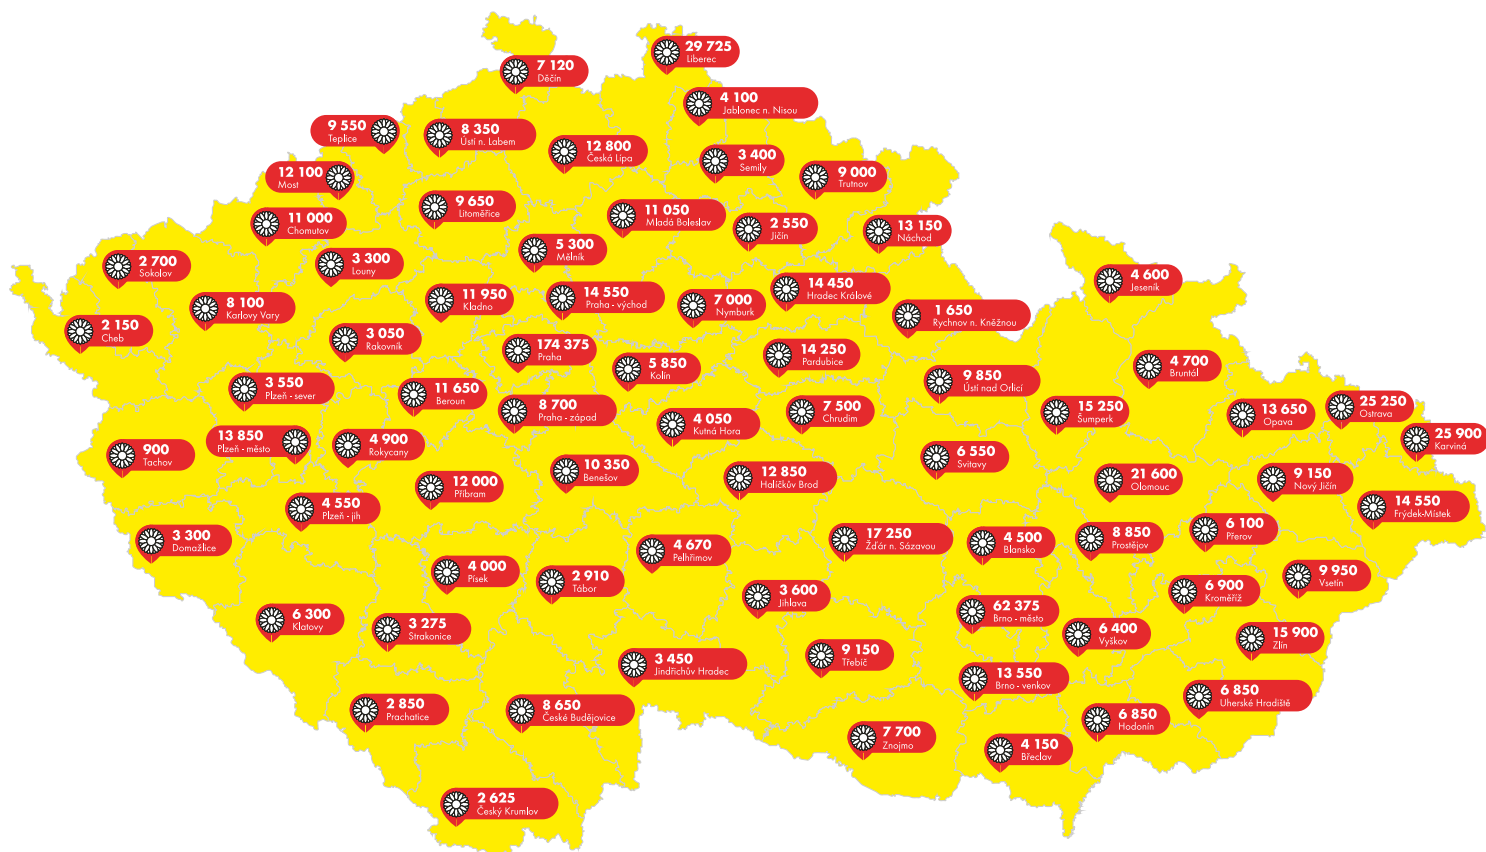 29 725
Liberec
7 120
Děčín
4 100
Jablonec n. Nisou
9 550
Teplice
8 350
Ústí n. Labem
12 800
Česká Lípa
3 400
Semily
12 100
Most
9 000
Trutnov
9 650
Litoměřice
11 050
Mladá Boleslav
11 000
Chomutov
2 550
Jičín
13 150
Náchod
5 300
Mělník
2 700
Sokolov
3 300
Louny
4 600
Jeseník
14 450
Hradec Králové
11 950
Kladno
14 550
Praha - východ
7 000
Nymburk
8 100
Karlovy Vary
1 650
Rychnov n. Kněžnou
2 150
Cheb
3 050
Rakovník
174 375
Praha
14 250
Pardubice
5 850
Kolín
4 700
Bruntál
3 550
Plzeň - sever
9 850
Ústí nad Orlicí
11 650
Beroun
8 700
Praha - západ
7 500
Chrudim
15 250
Šumperk
13 650
Opava
25 250
Ostrava
4 050
Kutná Hora
13 850
Plzeň - město
4 900
Rokycany
25 900
Karviná
900
Tachov
6 550
Svitavy
10 350
Benešov
12 850
Halíčkův Brod
21 600
Olomouc
9 150
Nový Jičín
12 000
Příbram
4 550
Plzeň - jih
14 550
Frýdek-Místek
3 300
Domažlice
17 250
Žďár n. Sázavou
4 500
Blansko
8 850
Prostějov
6 100
Přerov
4 670
Pelhřimov
4 000
Písek
2 910
Tábor
9 950
Vsetín
3 600
Jihlava
6 900
Kroměříž
6 300
Klatovy
3 275
Strakonice
62 375
Brno - město
6 400
Vyškov
15 900
Zlín
3 450
Jindřichův Hradec
9 150
Třebíč
13 550
Brno - venkov
6 850
Uherské Hradiště
2 850
Prachatice
8 650
České Budějovice
6 850
Hodonín
7 700
Znojmo
4 150
Břeclav
2 625
Český Krumlov